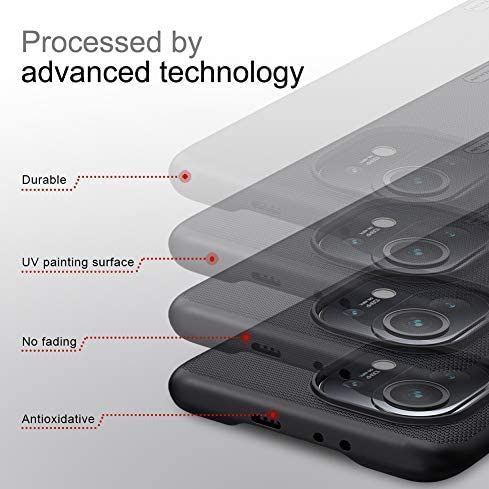 Processed by
advanced technology
Durable
UV painting surface
No fading
Antioxidative